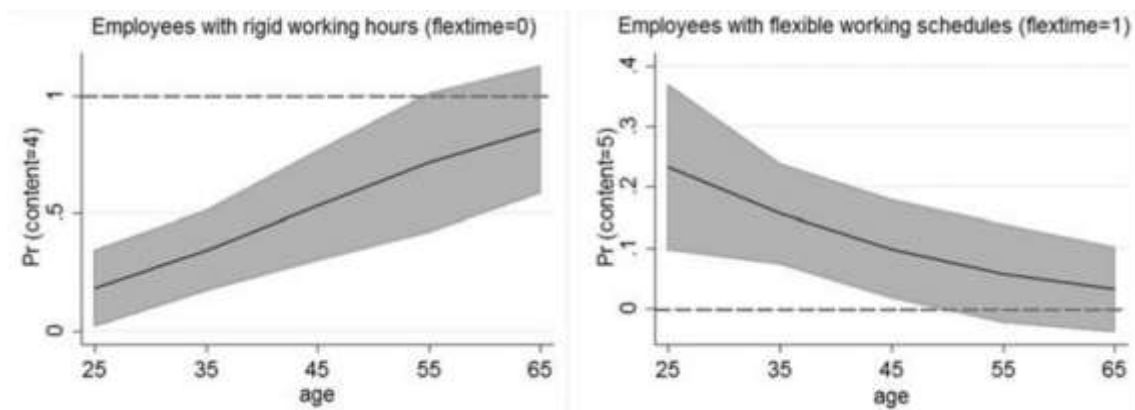 Employees with rigid working hours (flextime=0)
Pr (content=4)
1
.5
0
25 35 45 55 65
age
Employees with flexible working schedules (flextime=1)
Pr (content=5)
.4
.3
.2
.1
0
25 35 45 55 65
age